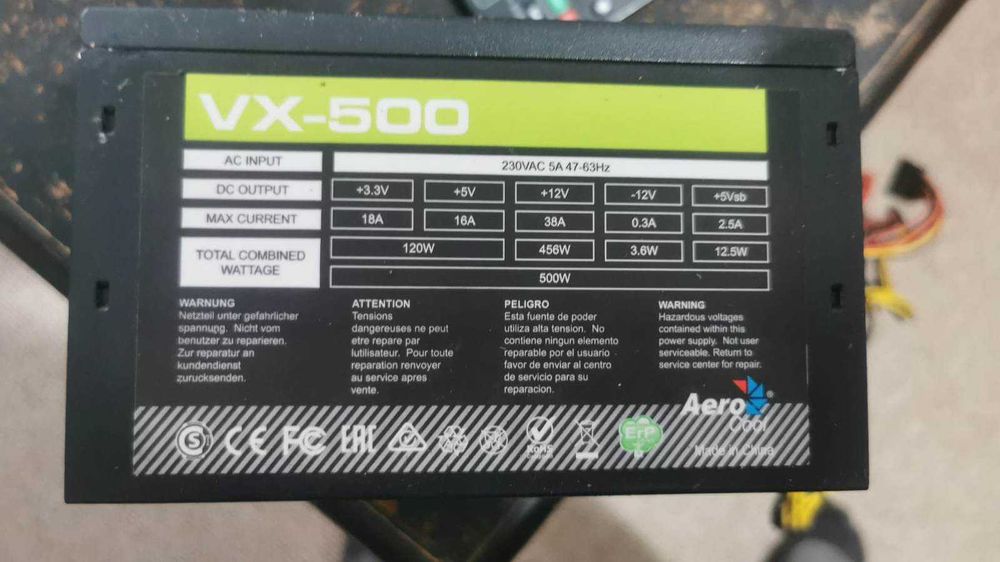 VX-500
AC INPUT 230VAC 5A 47-63Hz
DC OUTPUT +3.3V +5V +12V -12V +5Vsb
MAX CURRENT 18A 16A 38A 0.3A 2.5A
TOTAL COMBINED WATTAGE 120W 456W 3.6W 12.5W
500W
WARNUNG
Netzteil unter gefahrlicher
spannung. Nicht vom
benutzer zu reparieren.
Zur reparatur an
kundendienst
zurucksenden.
ATTENTION
Tensions
dangereuses ne peut
etre repare par
lutilisateur. Pour toute
reparation renvoyer
au service apres
vente.
PELIGRO
Esta fuente de poder
utiliza alta tension. No
contiene ningun elemento
reparable por el usuario
favor de enviar al centro
de servicio para su
reparacion.
WARNING
Hazardous voltages
contained within this
power supply. Not user
serviceable. Return to
service center for repair.
Aero
Cool
S CE FC EAC RoHS ErP
Made in China